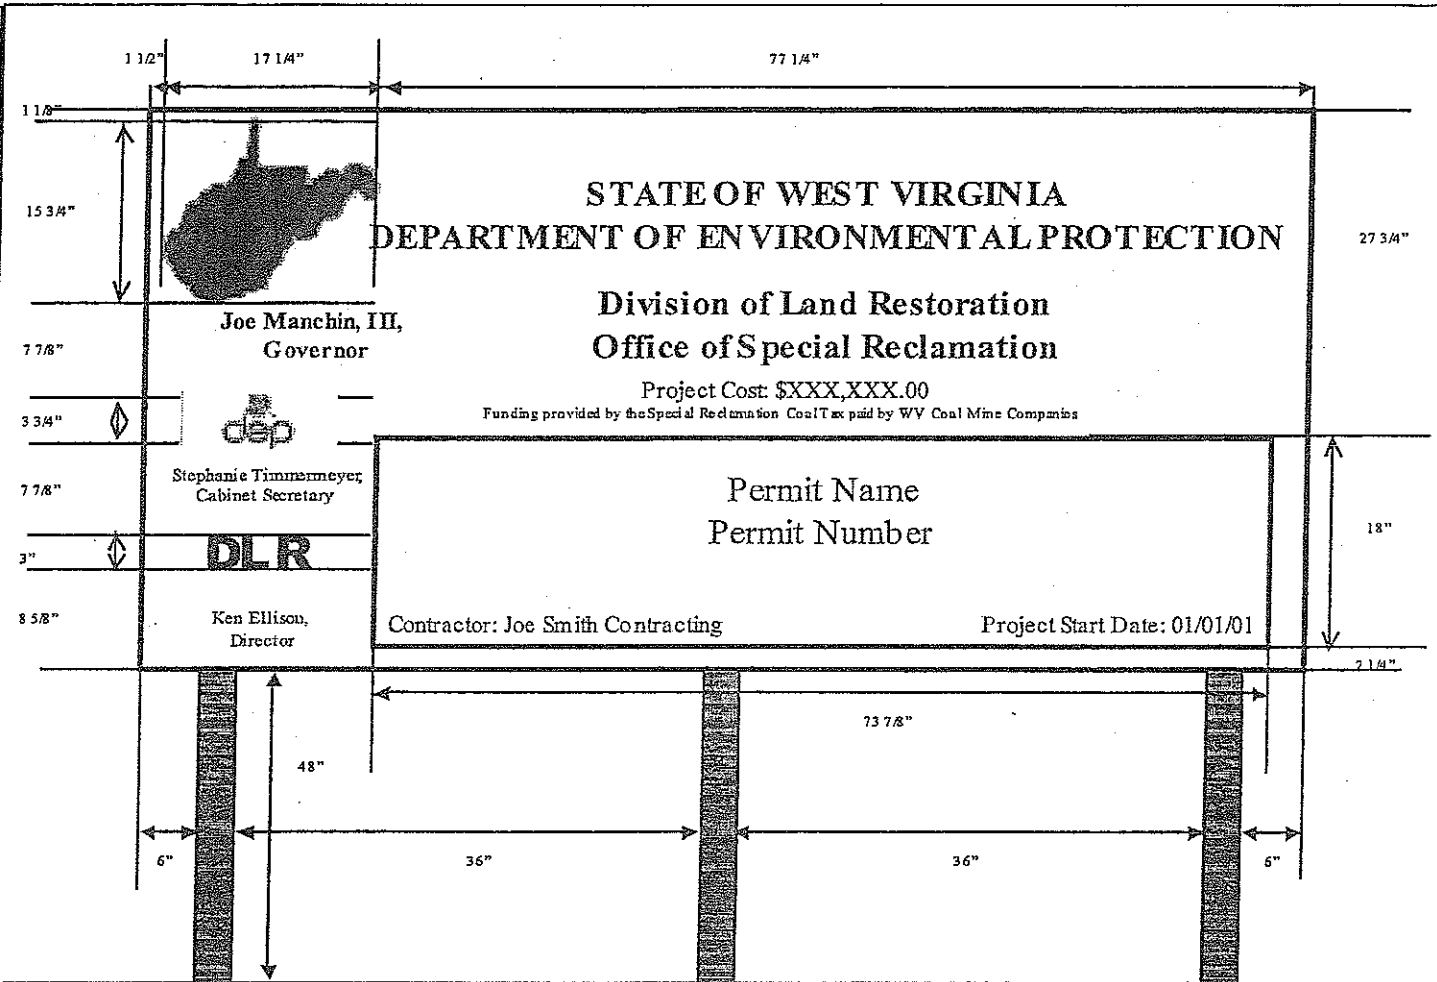 1 1/2" 17 1/4" 77 1/4"
1 1/8"
15 3/4"
STATE OF WEST VIRGINIA
DEPARTMENT OF ENVIRONMENTAL PROTECTION
27 3/4"
Division of Land Restoration
Office of Special Reclamation
Joe Manchin, III,
Governor
7 7/8"
Project Cost: $XXX,XXX.00
Funding provided by the Special Reclamation Coal Tax paid by WV Coal Mine Companies
3 3/4"
dep
Stephanie Timmermeyer,
Cabinet Secretary
7 7/8"
Permit Name
Permit Number
18"
3"
DLR
8 5/8"
Ken Ellison,
Director
Contractor: Joe Smith Contracting Project Start Date: 01/01/01
2 1/4"
73 7/8"
48"
6" 36" 36" 6"